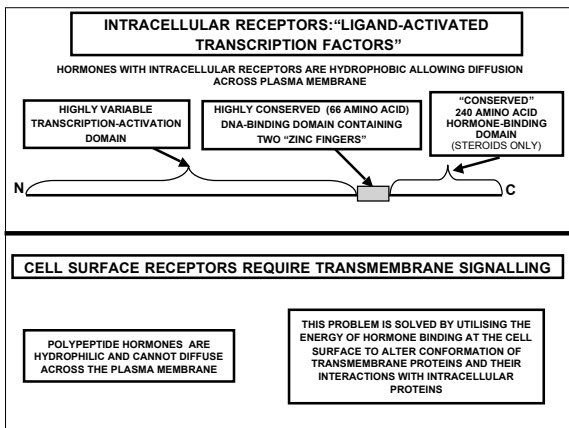 INTRACELLULAR RECEPTORS:“LIGAND-ACTIVATED
TRANSCRIPTION FACTORS”
HORMONES WITH INTRACELLULAR RECEPTORS ARE HYDROPHOBIC ALLOWING DIFFUSION
ACROSS PLASMA MEMBRANE
HIGHLY VARIABLE
TRANSCRIPTION-ACTIVATION
DOMAIN
HIGHLY CONSERVED (66 AMINO ACID)
DNA-BINDING DOMAIN CONTAINING
TWO “ZINC FINGERS”
“CONSERVED”
240 AMINO ACID
HORMONE-BINDING
DOMAIN
(STEROIDS ONLY)
N
C
CELL SURFACE RECEPTORS REQUIRE TRANSMEMBRANE SIGNALLING
POLYPEPTIDE HORMONES ARE
HYDROPHILIC AND CANNOT DIFFUSE
ACROSS THE PLASMA MEMBRANE
THIS PROBLEM IS SOLVED BY UTILISING THE
ENERGY OF HORMONE BINDING AT THE CELL
SURFACE TO ALTER CONFORMATION OF
TRANSMEMBRANE PROTEINS AND THEIR
INTERACTIONS WITH INTRACELLULAR
PROTEINS